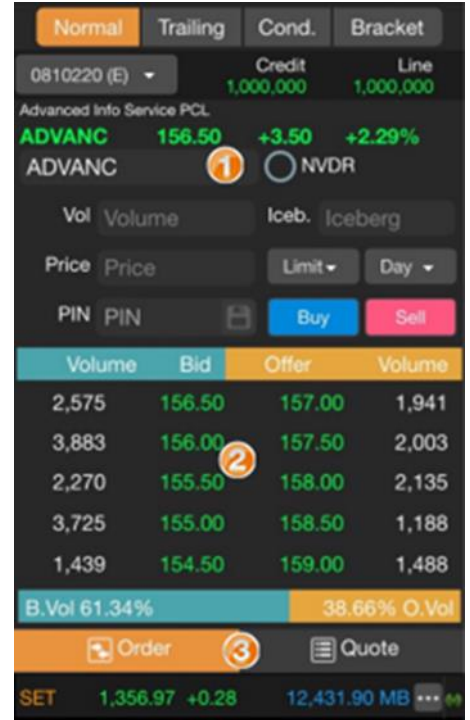 Normal Trailing Cond. Bracket
0810220 (E) Credit 1,000,000 Line 1,000,000
Advanced Info Service PCL
ADVANC 156.50 +3.50 +2.29%
ADVANC 1 NVDR
Vol Volume Iceb. Iceberg
Price Price Limit Day
PIN PIN Buy Sell
Volume Bid Offer Volume
2,575 156.50 157.00 1,941
3,883 156.00 157.50 2,003
2
2,270 155.50 158.00 2,135
3,725 155.00 158.50 1,188
1,439 154.50 159.00 1,488
B.Vol 61.34% 38.66% O.Vol
Order 3 Quote
SET 1,356.97 +0.28 12,431.90 MB ...